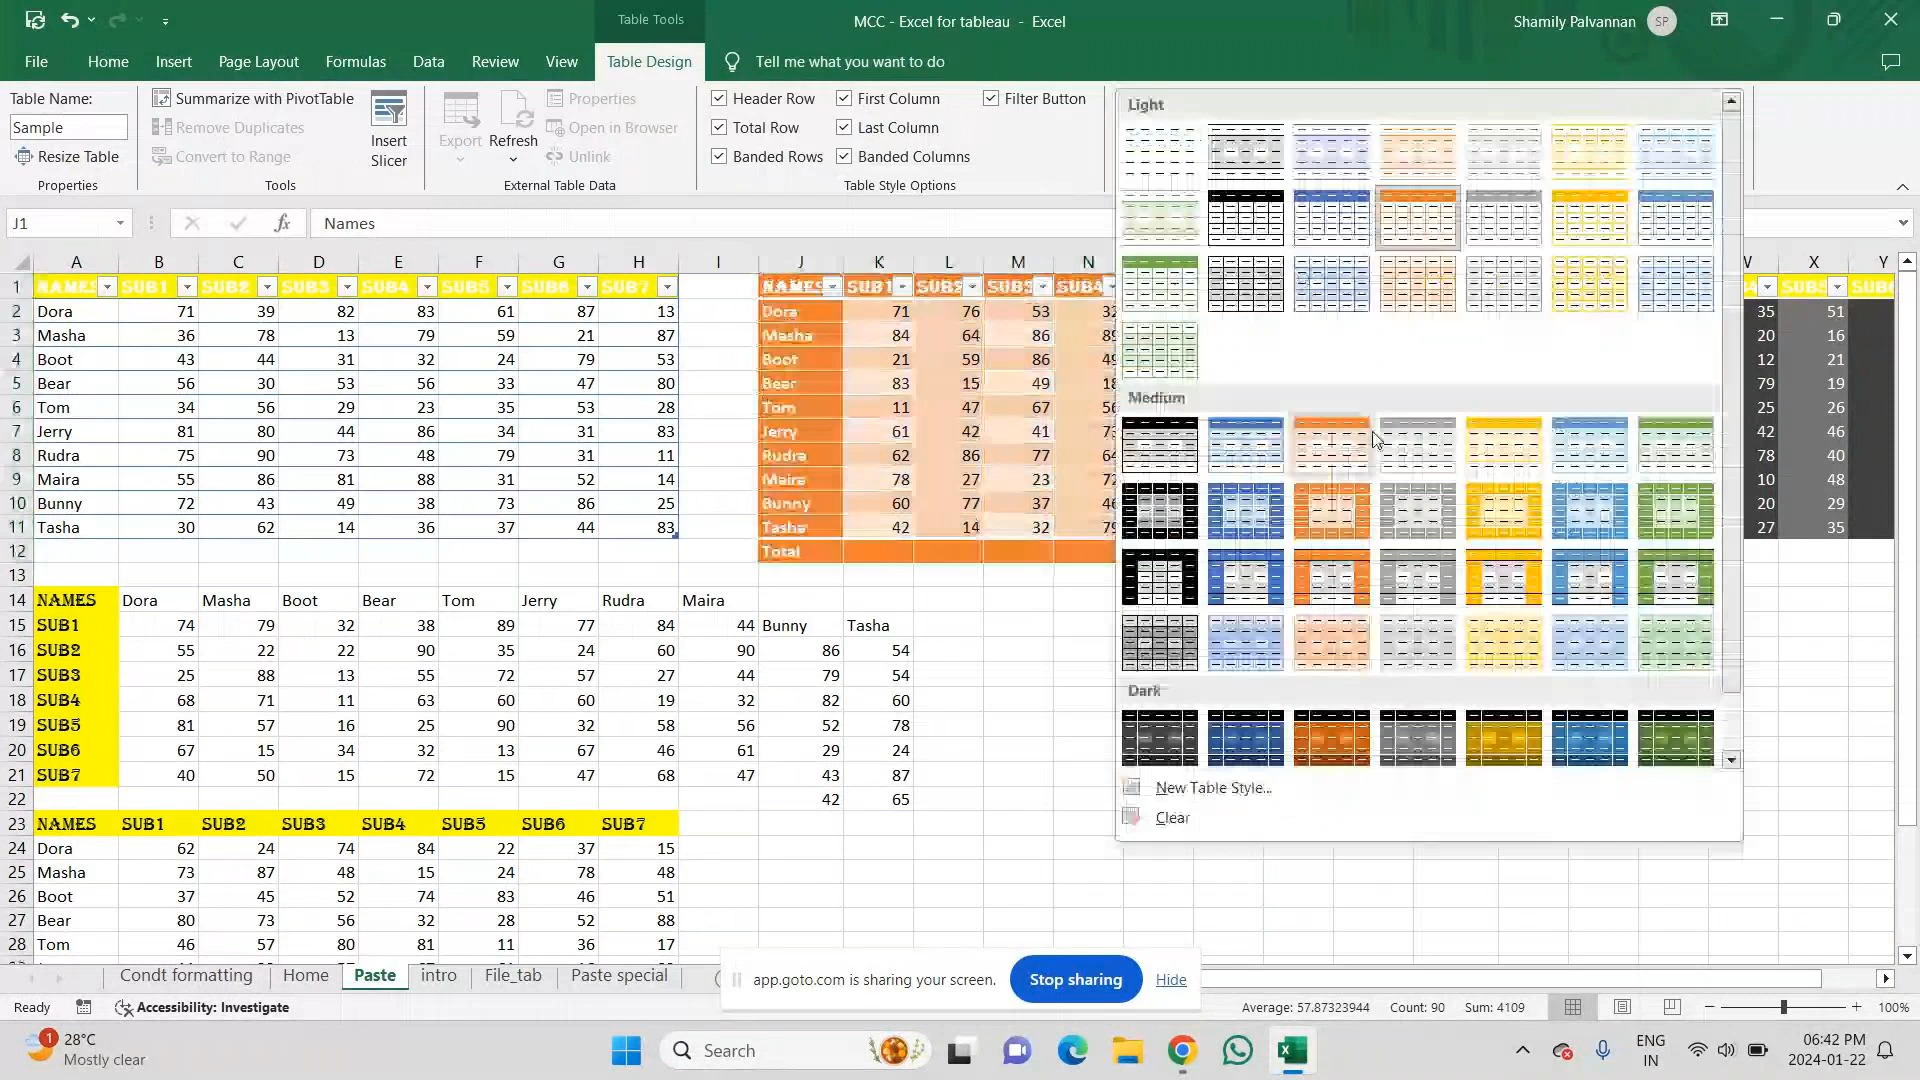 Table Tools
MCC - Excel for tableau - Excel
Shamily Palvannan SP
File Home Insert Page Layout Formulas Data Review View Table Design Tell me what you want to do
Table Name:
Sample
Resize Table
Properties
Summarize with PivotTable
Remove Duplicates
Convert to Range
Tools
Insert
Slicer
Export
Refresh
Properties
Open in Browser
Unlink
External Table Data
Header Row First Column Filter Button
Total Row Last Column
Banded Rows Banded Columns
Table Style Options
Light
Medium
Dark
New Table Style...
Clear
J1 fx Names
A B C D E F G H I J K L M N W X Y
1 NAMES SUB1 SUB2 SUB3 SUB4 SUB5 SUB6 SUB7 NAMES SUB1 SUB2 SUB3 SUB4
2 Dora 71 39 82 83 61 87 13 Dora 71 76 53 32 35 51
3 Masha 36 78 13 79 59 21 87 Masha 84 64 86 89 20 16
4 Boot 43 44 31 32 24 79 53 Boot 21 59 86 49 12 21
5 Bear 56 30 53 56 33 47 80 Bear 83 15 49 18 79 19
6 Tom 34 56 29 23 35 53 28 Tom 11 47 67 56 25 26
7 Jerry 81 80 44 86 34 31 83 Jerry 61 42 41 73 42 46
8 Rudra 75 90 73 48 79 31 11 Rudra 62 86 77 64 78 40
9 Maira 55 86 81 88 31 52 14 Maira 78 27 23 72 10 48
10 Bunny 72 43 49 38 73 86 25 Bunny 60 77 37 46 20 29
11 Tasha 30 62 14 36 37 44 83 Tasha 42 14 32 79 27 35
12 Total
13
14 NAMES Dora Masha Boot Bear Tom Jerry Rudra Maira
15 SUB1 74 79 32 38 89 77 84 44 Bunny Tasha
16 SUB2 55 22 22 90 35 24 60 90 86 54
17 SUB3 25 88 13 55 72 57 27 44 79 54
18 SUB4 68 71 11 63 60 60 19 32 82 60
19 SUB5 81 57 16 25 90 32 58 56 52 78
20 SUB6 67 15 34 32 13 67 46 61 29 24
21 SUB7 40 50 15 72 15 47 68 47 43 87
22 42 65
23 NAMES SUB1 SUB2 SUB3 SUB4 SUB5 SUB6 SUB7
24 Dora 62 24 74 84 22 37 15
25 Masha 73 87 48 15 24 78 48
26 Boot 37 45 52 74 83 46 51
27 Bear 80 73 56 32 28 52 88
28 Tom 46 57 80 81 11 36 17
Condt formatting Home Paste intro File_tab Paste special
app.goto.com is sharing your screen. Stop sharing Hide
Ready Accessibility: Investigate Average: 57.87323944 Count: 90 Sum: 4109 100%
1 28°C
Mostly clear
Search
ENG
IN
06:42 PM
2024-01-22